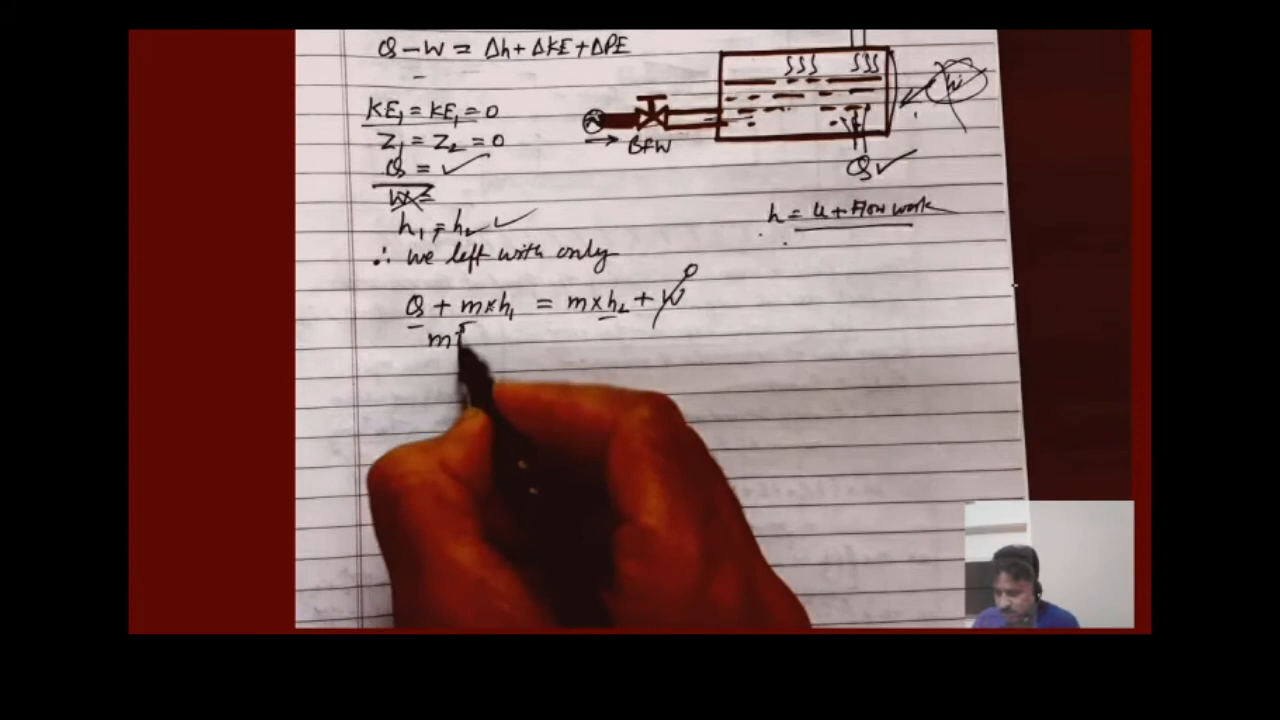 Q - W = Δh + ΔKE + ΔPE
KE₁ = KE₁ = 0
Z₁ = Z₂ = 0
Q = ✓
h₁, h₂ ✓
∴ we left with only
Q + m×h₁ = m×h₂ + W 0
m
BFW
Q ✓
h = u + Flow work